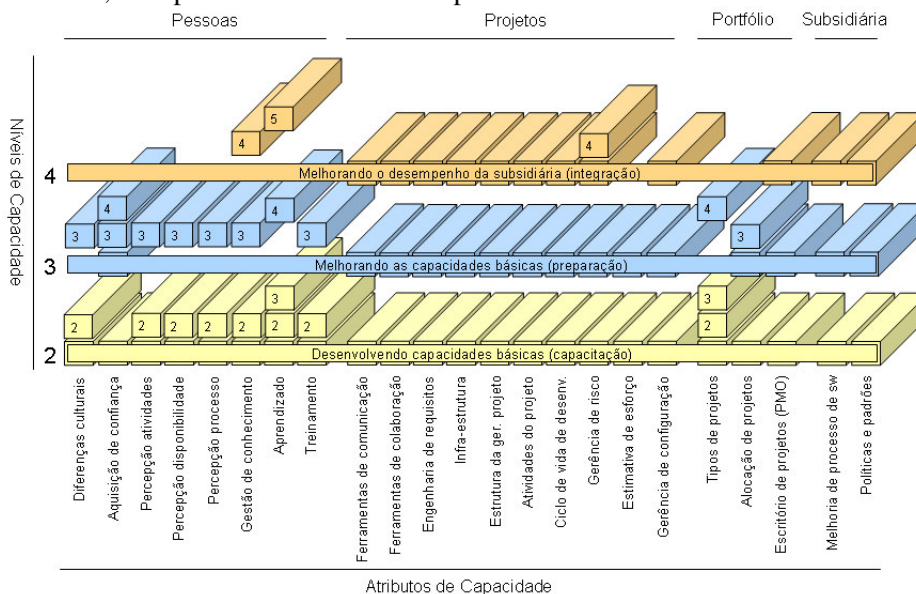 Pessoas
Projetos
Portfólio
Subsidiária
Níveis de Capacidade
4
5
4
4
Melhorando o desempenho da subsidiária (integração)
4
4
4
3
3
3
3
3
3
3
3
3
Melhorando as capacidades básicas (preparação)
3
3
2
2
2
2
2
2
2
2
2
Desenvolvendo capacidades básicas (capacitação)
Diferenças culturais
Aquisição de confiança
Percepção atividades
Percepção disponibilidade
Percepção processo
Gestão de conhecimento
Aprendizado
Treinamento
Ferramentas de comunicação
Ferramentas de colaboração
Engenharia de requisitos
Infra-estrutura
Estrutura da ger. projeto
Atividades do projeto
Ciclo de vida de desenv.
Gerência de risco
Estimativa de esforço
Gerência de configuração
Tipos de projetos
Alocação de projetos
Escritório de projetos (PMO)
Melhoria de processo de sw
Políticas e padrões
Atributos de Capacidade